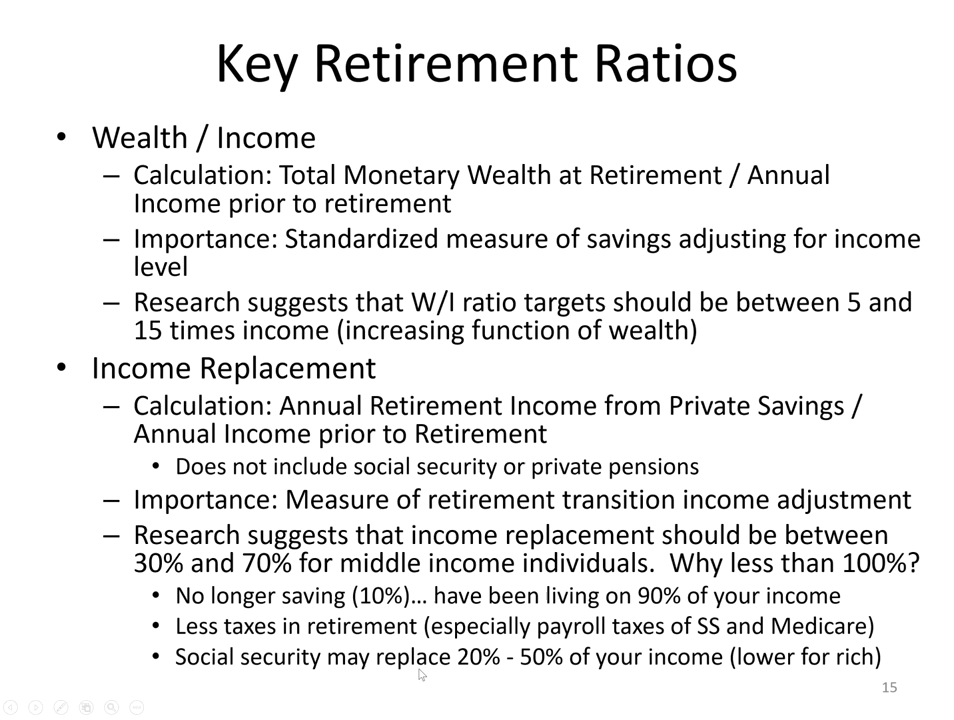 Key Retirement Ratios
• Wealth / Income
– Calculation: Total Monetary Wealth at Retirement / Annual
Income prior to retirement
– Importance: Standardized measure of savings adjusting for income
level
– Research suggests that W/I ratio targets should be between 5 and
15 times income (increasing function of wealth)
• Income Replacement
– Calculation: Annual Retirement Income from Private Savings /
Annual Income prior to Retirement
• Does not include social security or private pensions
– Importance: Measure of retirement transition income adjustment
– Research suggests that income replacement should be between
30% and 70% for middle income individuals.  Why less than 100%?
• No longer saving (10%)… have been living on 90% of your income
• Less taxes in retirement (especially payroll taxes of SS and Medicare)
• Social security may replace 20% - 50% of your income (lower for rich)
15